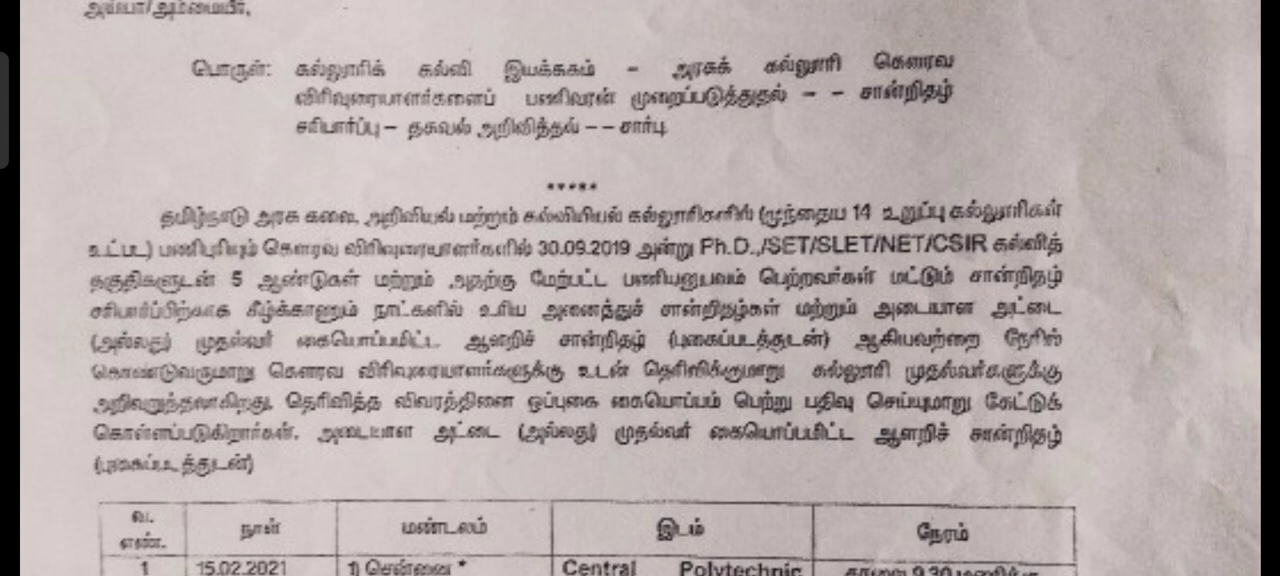 அய்யா/அம்மையீர்,
பொருள்: கல்லூரிக் கல்வி இயக்ககம் – அரசுக் கல்லூரி கௌரவ
விரிவுரையாளர்களைப் பணிவரன் முறைப்படுத்துதல் – – சான்றிதழ்
சரிபார்ப்பு – தகவல் அறிவித்தல் – – சார்பு.
*****
தமிழ்நாடு அரசு கலை, அறிவியல் மற்றும் கல்வியியல் கல்லூரிகளில் (முந்தைய 14 உறுப்பு கல்லூரிகள்
உட்பட) பணிபுரியும் கௌரவ விரிவுரையாளர்களில் 30.09.2019 அன்று Ph.D.,/SET/SLET/NET/CSIR கல்வித்
தகுதிகளுடன் 5 ஆண்டுகள் மற்றும் அதற்கு மேற்பட்ட பணியனுபவம் பெற்றவர்கள் மட்டும் சான்றிதழ்
சரிபார்ப்பிற்காக கீழ்க்காணும் நாட்களில் உரிய அனைத்துச் சான்றிதழ்கள் மற்றும் அடையாள அட்டை
(அல்லது) முதல்வர் கையொப்பமிட்ட ஆளறிச் சான்றிதழ் (புகைப்படத்துடன்) ஆகியவற்றை நேரில்
கொண்டுவருமாறு கௌரவ விரிவுரையாளர்களுக்கு உடன் தெரிவிக்குமாறு கல்லூரி முதல்வர்களுக்கு
அறிவுறுத்தலாகிறது. தெரிவித்த விவரத்தினை ஒப்புகை கையொப்பம் பெற்று பதிவு செய்யுமாறு கேட்டுக்
கொள்ளப்படுகிறார்கள். அடையாள அட்டை (அல்லது) முதல்வர் கையொப்பமிட்ட ஆளறிச் சான்றிதழ்
(புகைப்படத்துடன்)
வ. எண். நாள் மண்டலம் இடம் நேரம்
1 15.02.2021 1) சென்னை * Central Polytechnic காலை 9.30 மணிக்கு